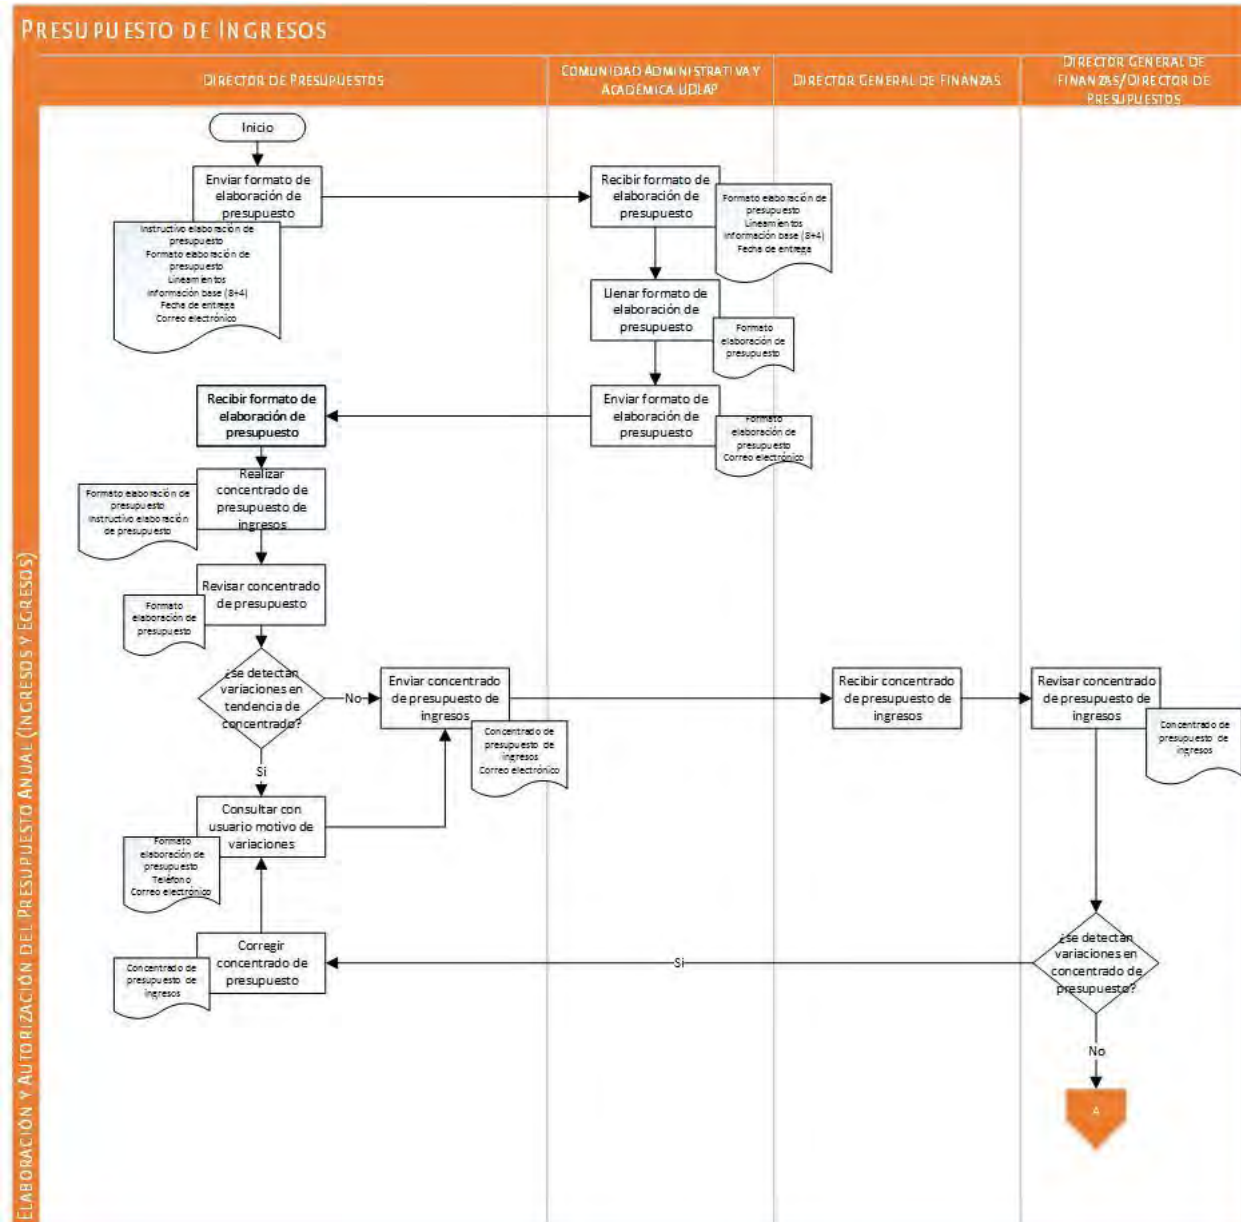 PRESUPUESTO DE INGRESOS
DIRECTOR DE PRESUPUESTOS
COMUNIDAD ADMINISTRATIVA Y
ACADÉMICA UDLAP
DIRECTOR GENERAL DE FINANZAS
DIRECTOR GENERAL DE
FINANZAS/DIRECTOR DE
PRESUPUESTOS
ELABORACIÓN Y AUTORIZACIÓN DEL PRESUPUESTO ANUAL (INGRESOS Y EGRESOS)
Inicio
Enviar formato de
elaboración de
presupuesto
Instructivo elaboración de
presupuesto
Formato elaboración de
presupuesto
Lineamientos
Información base (8+4)
Fecha de entrega
Correo electrónico
Recibir formato de
elaboración de
presupuesto
Formato elaboración de
presupuesto
Lineamientos
Información base (8+4)
Fecha de entrega
Llenar formato de
elaboración de
presupuesto
Formato
elaboración de
presupuesto
Enviar formato de
elaboración de
presupuesto
Formato
elaboración de
presupuesto
Correo electrónico
Recibir formato de
elaboración de
presupuesto
Realizar
concentrado de
presupuesto de
ingresos
Formato elaboración de
presupuesto
Instructivo elaboración
de presupuesto
Revisar concentrado
de presupuesto
Formato
elaboración de
presupuesto
¿se detectan
variaciones en
tendencia de
concentrado?
No
Enviar concentrado
de presupuesto de
ingresos
Concentrado de
presupuesto de
ingresos
Correo electrónico
Recibir concentrado
de presupuesto de
ingresos
Revisar concentrado
de presupuesto de
ingresos
Concentrado de
presupuesto de
ingresos
Si
Consultar con
usuario motivo de
variaciones
Formato
elaboración de
presupuesto
Teléfono
Correo electrónico
Corregir
concentrado de
presupuesto
Concentrado de
presupuesto de
ingresos
Si
¿se detectan
variaciones en
concentrado de
presupuesto?
No
A